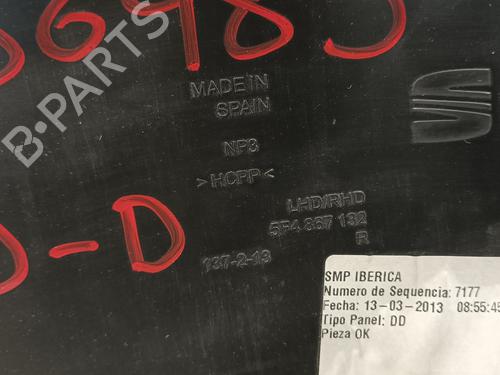 MADE IN
SPAIN
NP3
>HCPP<
LHD/RHD
5F4 867 132
R
137-2-13
D-D
B-PARTS
SMP IBERICA
Numero de Sequencia: 7177
Fecha: 13-03-2013 08:55:45
Tipo Panel: DD
Pieza OK